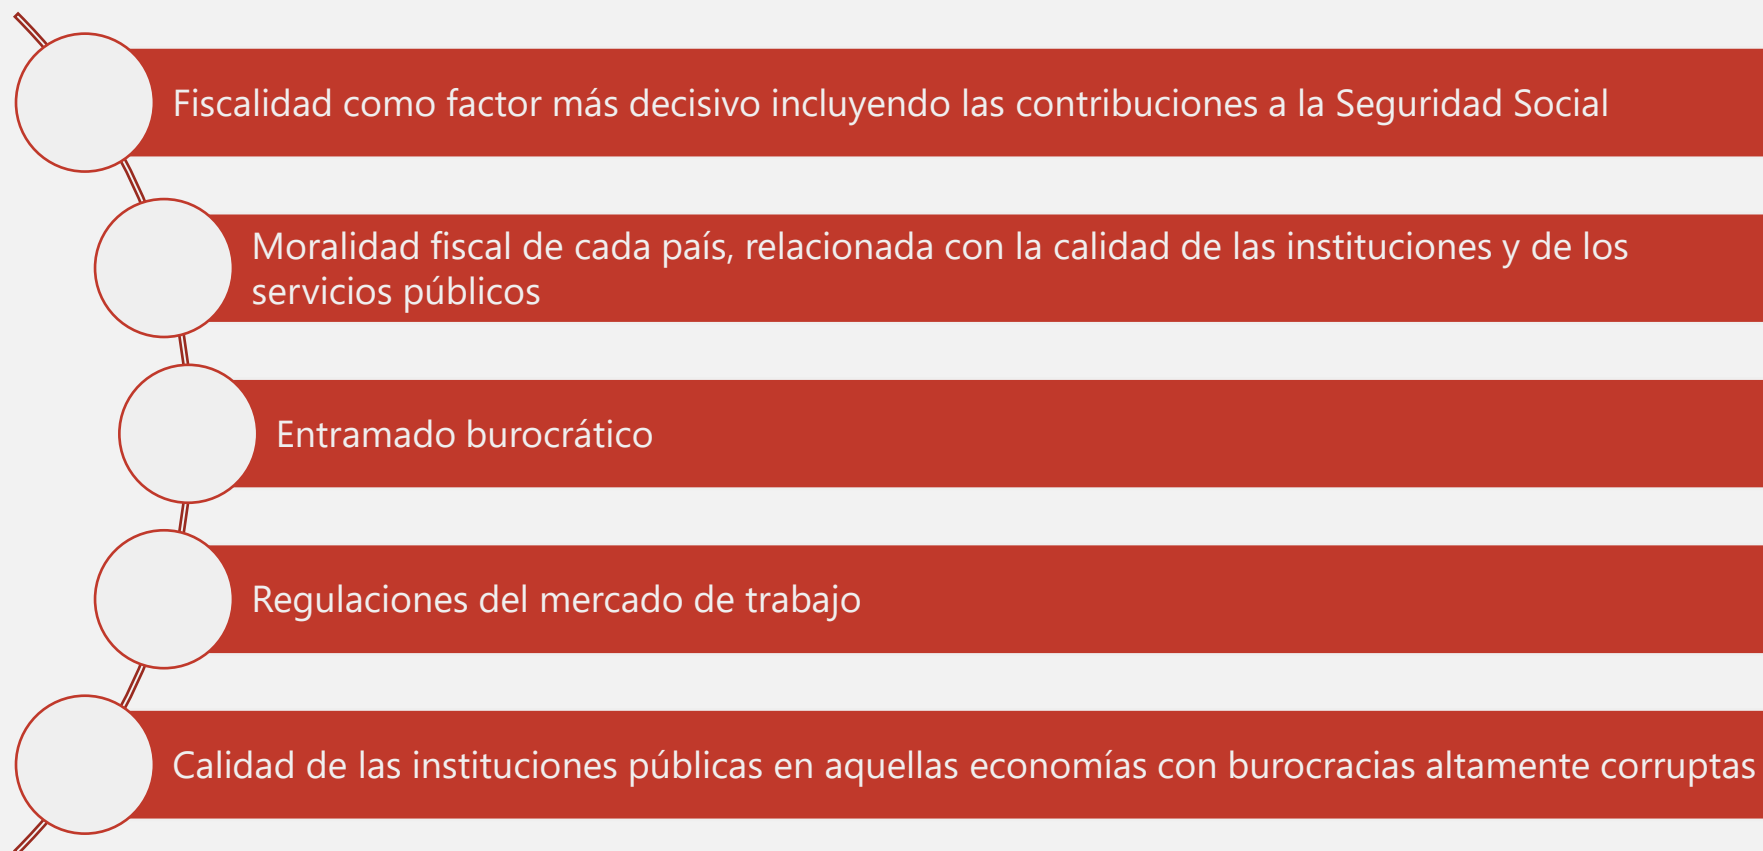 Fiscalidad como factor más decisivo incluyendo las contribuciones a la Seguridad Social
Moralidad fiscal de cada país, relacionada con la calidad de las instituciones y de los
servicios públicos
Entramado burocrático
Regulaciones del mercado de trabajo
Calidad de las instituciones públicas en aquellas economías con burocracias altamente corruptas